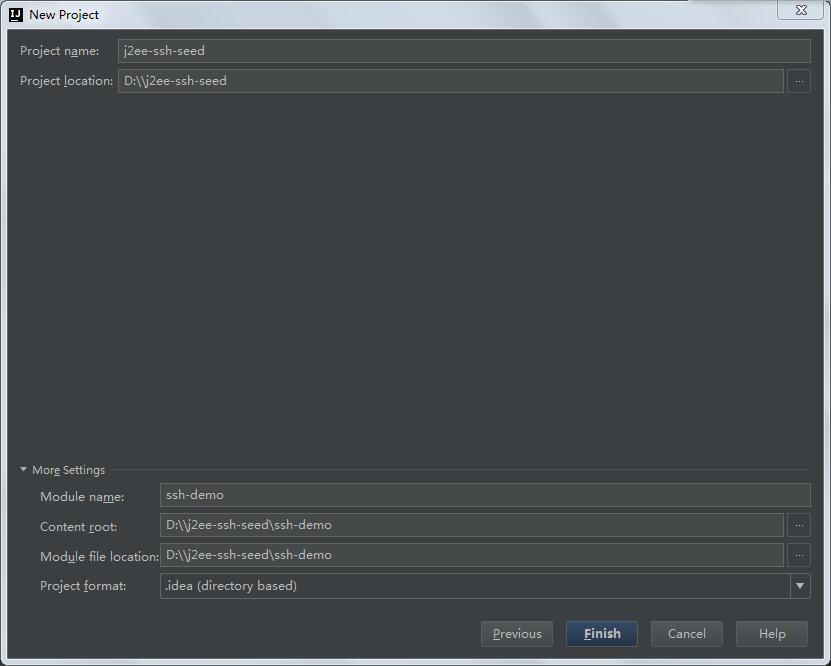 IJ New Project
Project name: j2ee-ssh-seed
Project location: D:\\j2ee-ssh-seed ...
More Settings
Module name: ssh-demo
Content root: D:\\j2ee-ssh-seed\ssh-demo ...
Module file location: D:\\j2ee-ssh-seed\ssh-demo ...
Project format: .idea (directory based)
Previous Finish Cancel Help